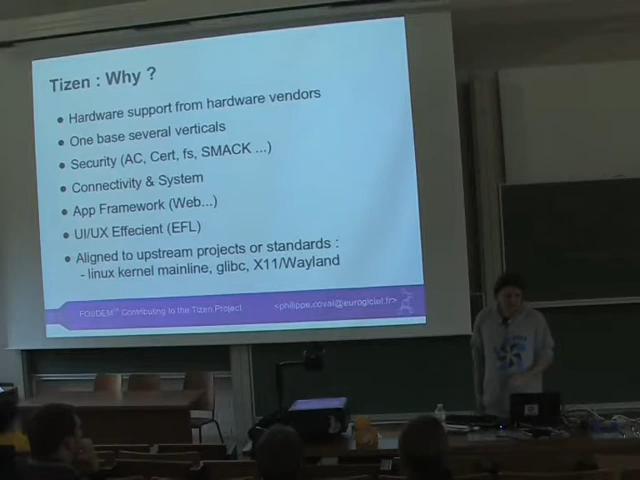 Tizen : Why ?
● Hardware support from hardware vendors
● One base several verticals
● Security (AC, Cert, fs, SMACK ...)
● Connectivity & System
● App Framework (Web...)
● UI/UX Effecient (EFL)
● Aligned to upstream projects or standards :
- linux kernel mainline, glibc, X11/Wayland
FOSDEM Contributing to the Tizen Project
<philippe.coval@eurogiciel.fr>